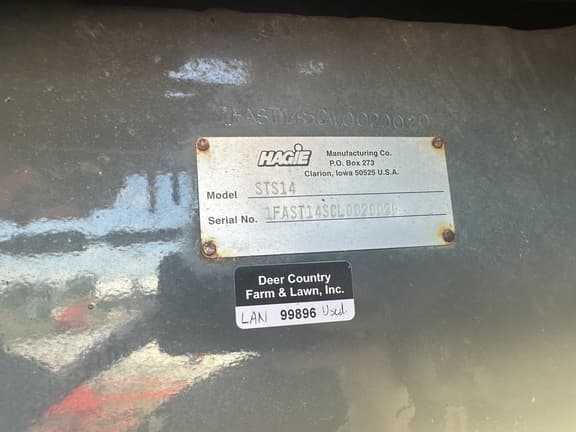 1FAST14SCL0020020
HAGIE
Manufacturing Co.
P.O. Box 273
Clarion, Iowa 50525 U.S.A.
Model STS14
Serial No. 1FAST14SCL0020020
Deer Country
Farm & Lawn, Inc.
LAN 99896 Used